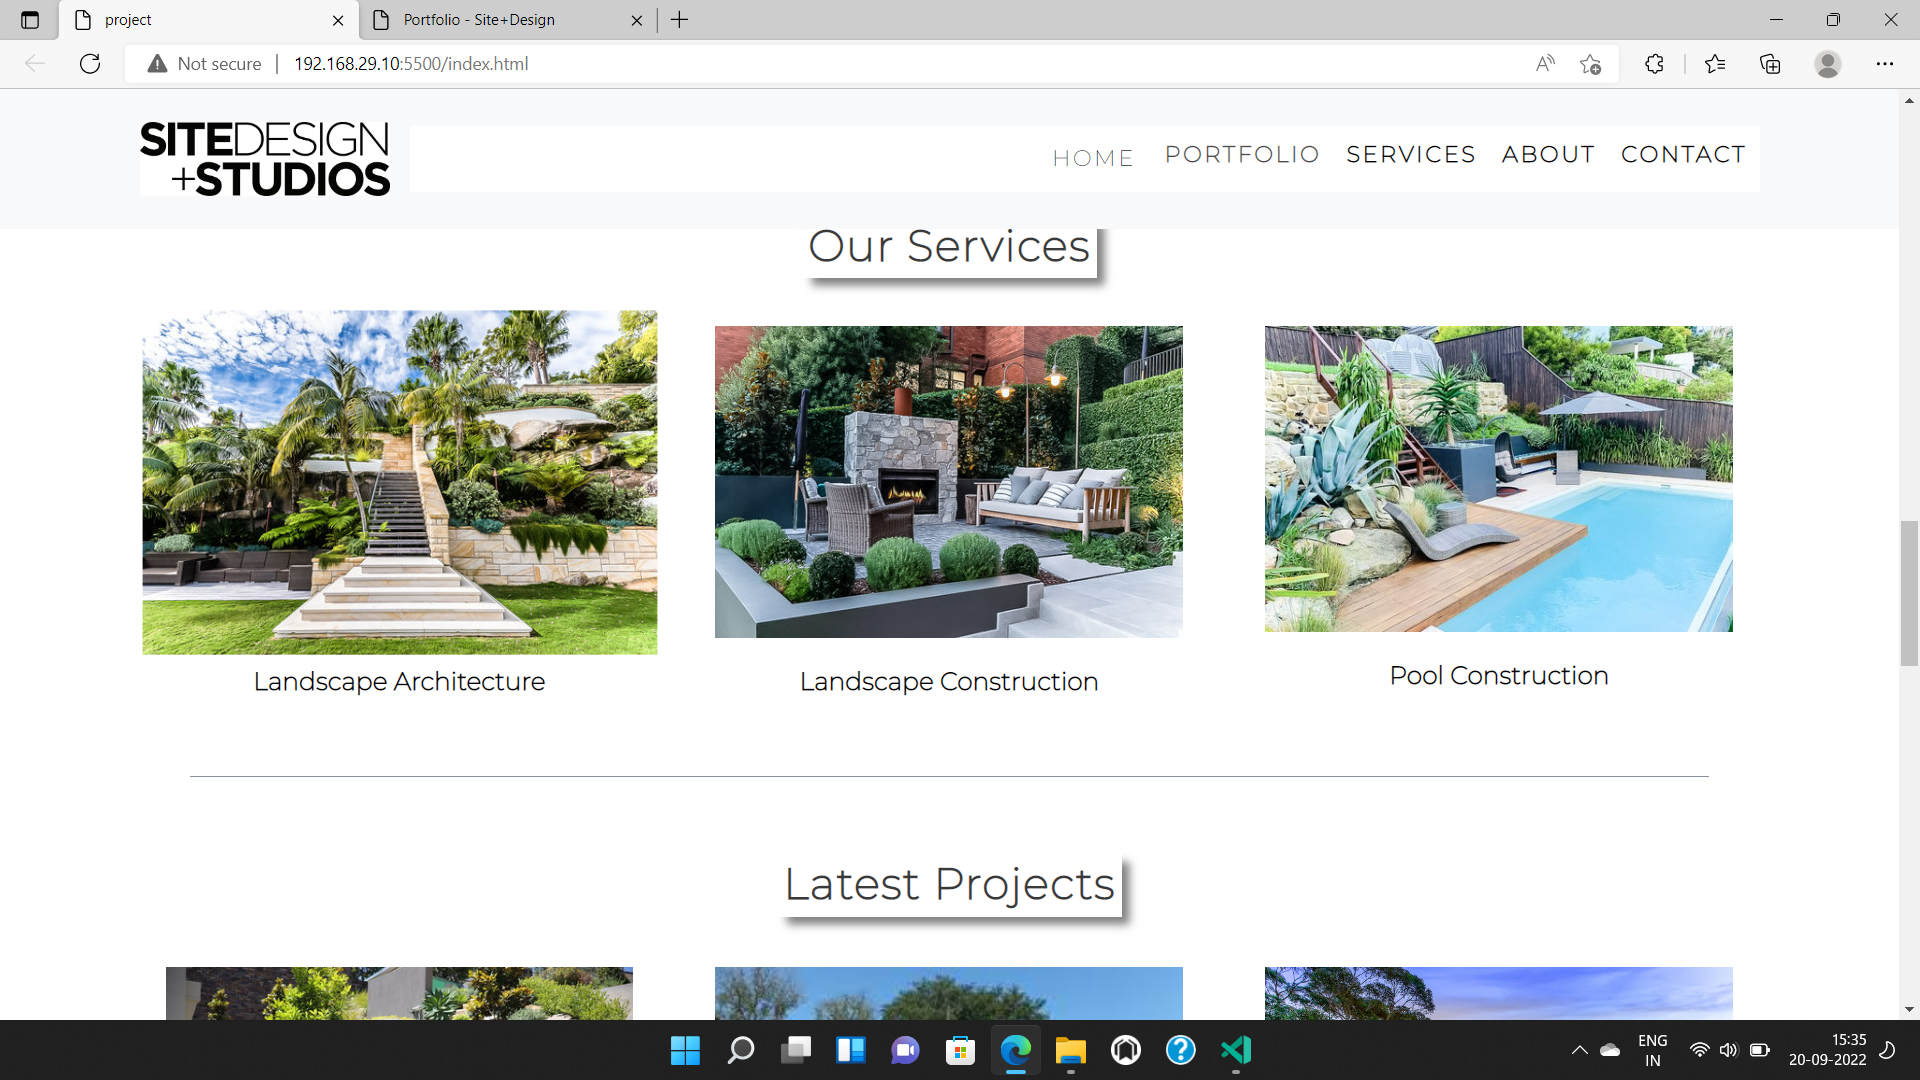 project
Portfolio - Site+Design
Not secure
192.168.29.10:5500/index.html
SITEDESIGN
+STUDIOS
HOME PORTFOLIO SERVICES ABOUT CONTACT
Our Services
Landscape Architecture
Landscape Construction
Pool Construction
Latest Projects
ENG
IN
15:35
20-09-2022